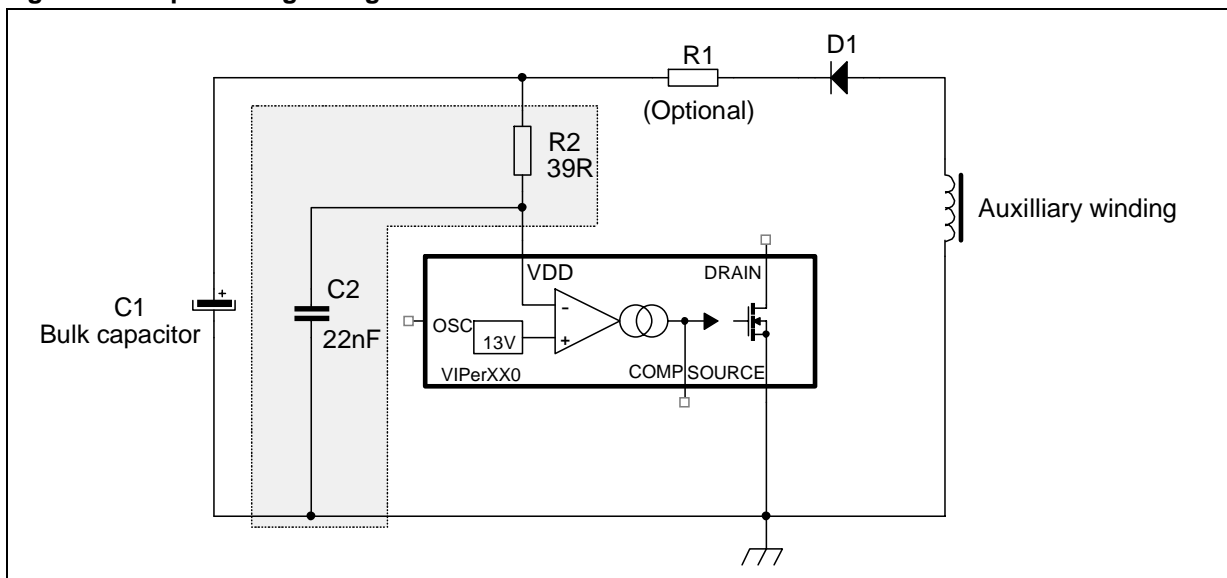 D1
R1
(Optional)
R2
39R
Auxilliary winding
VDD
DRAIN
C1
Bulk capacitor
+
C2
22nF
OSC
13V
-
+
VIPerXX0
COMP
SOURCE